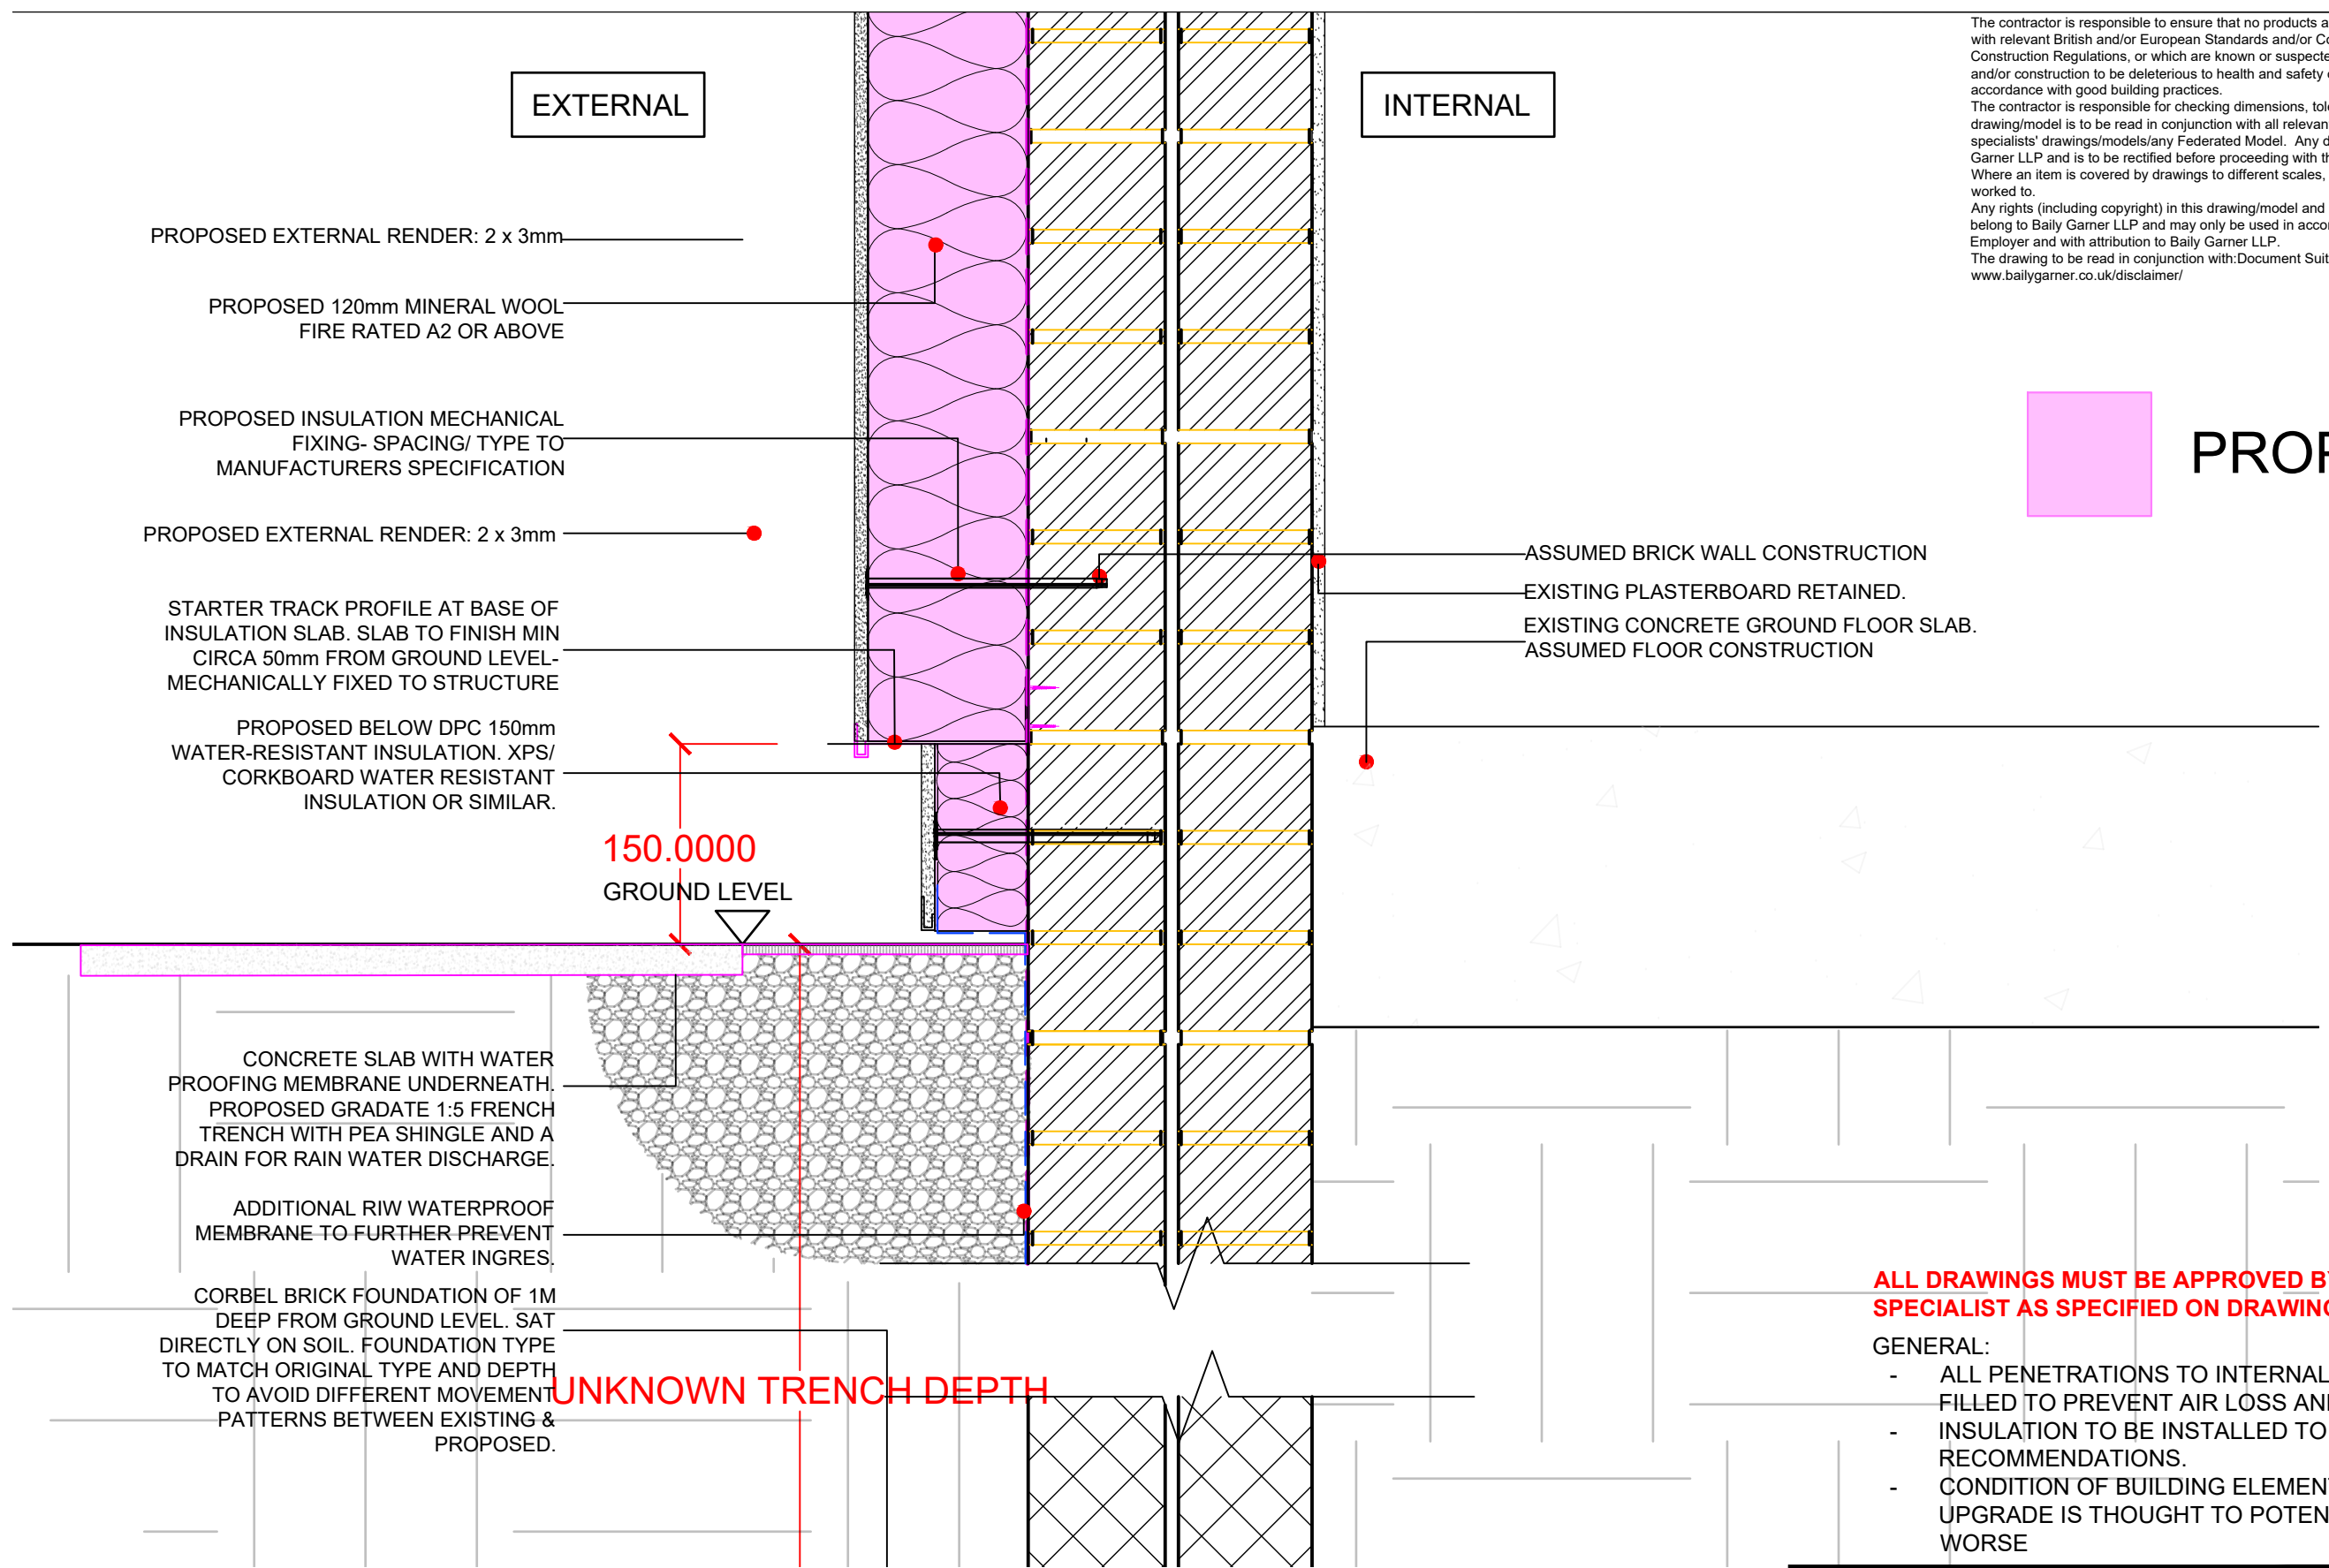 The contractor is responsible to ensure that no products a
with relevant British and/or European Standards and/or Co
Construction Regulations, or which are known or suspecte
and/or construction to be deleterious to health and safety
accordance with good building practices.
The contractor is responsible for checking dimensions, tol
drawing/model is to be read in conjunction with all relevan
specialists' drawings/models/any Federated Model. Any d
Garner LLP and is to be rectified before proceeding with th
Where an item is covered by drawings to different scales,
worked to.
Any rights (including copyright) in this drawing/model and
belong to Baily Garner LLP and may only be used in accor
Employer and with attribution to Baily Garner LLP.
The drawing to be read in conjunction with:Document Suit
www.bailygarner.co.uk/disclaimer/
EXTERNAL
INTERNAL
PROPOSED EXTERNAL RENDER: 2 x 3mm
PROPOSED 120mm MINERAL WOOL
FIRE RATED A2 OR ABOVE
PROPOSED INSULATION MECHANICAL
FIXING- SPACING/ TYPE TO
MANUFACTURERS SPECIFICATION
PROP
PROPOSED EXTERNAL RENDER: 2 x 3mm
STARTER TRACK PROFILE AT BASE OF
INSULATION SLAB. SLAB TO FINISH MIN
CIRCA 50mm FROM GROUND LEVEL-
MECHANICALLY FIXED TO STRUCTURE
PROPOSED BELOW DPC 150mm
WATER-RESISTANT INSULATION. XPS/
CORKBOARD WATER RESISTANT
INSULATION OR SIMILAR.
ASSUMED BRICK WALL CONSTRUCTION
EXISTING PLASTERBOARD RETAINED.
EXISTING CONCRETE GROUND FLOOR SLAB.
ASSUMED FLOOR CONSTRUCTION
150.0000
GROUND LEVEL
CONCRETE SLAB WITH WATER
PROOFING MEMBRANE UNDERNEATH.
PROPOSED GRADATE 1:5 FRENCH
TRENCH WITH PEA SHINGLE AND A
DRAIN FOR RAIN WATER DISCHARGE.
ADDITIONAL RIW WATERPROOF
MEMBRANE TO FURTHER PREVENT
WATER INGRES.
CORBEL BRICK FOUNDATION OF 1M
DEEP FROM GROUND LEVEL. SAT
DIRECTLY ON SOIL. FOUNDATION TYPE
TO MATCH ORIGINAL TYPE AND DEPTH
TO AVOID DIFFERENT MOVEMENT
PATTERNS BETWEEN EXISTING &
PROPOSED.
UNKNOWN TRENCH DEPTH
ALL DRAWINGS MUST BE APPROVED BY
SPECIALIST AS SPECIFIED ON DRAWING
GENERAL:
- ALL PENETRATIONS TO INTERNAL
FILLED TO PREVENT AIR LOSS AN
- INSULATION TO BE INSTALLED TO
RECOMMENDATIONS.
- CONDITION OF BUILDING ELEMENT
UPGRADE IS THOUGHT TO POTEN
WORSE